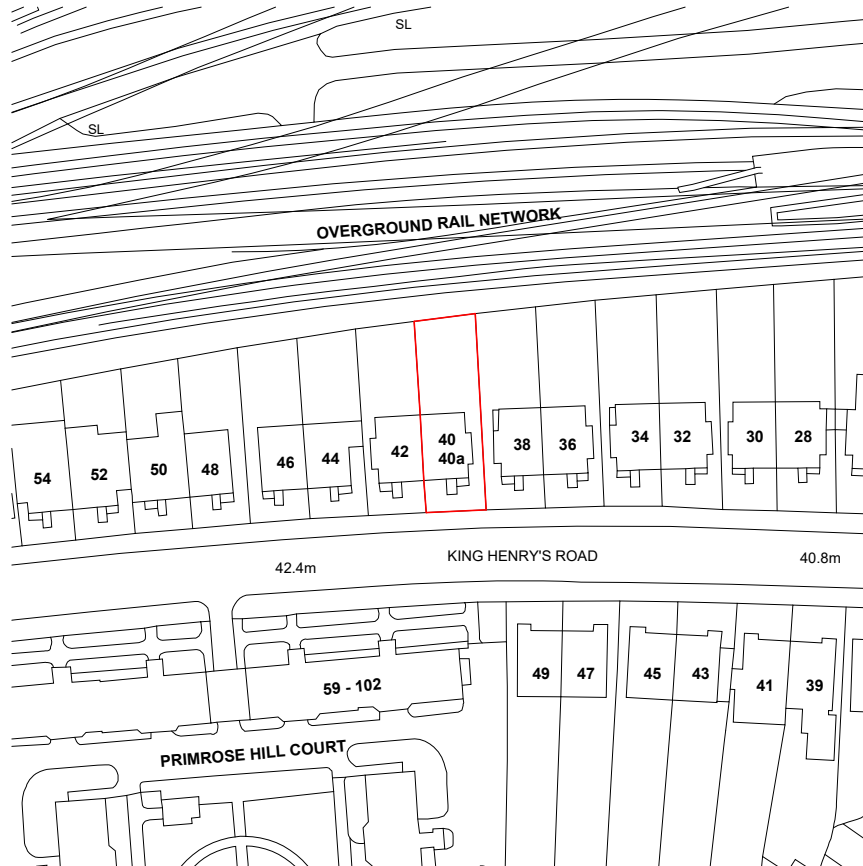 SL
SL
OVERGROUND RAIL NETWORK
54
52
50
48
46
44
42
40
40a
38
36
34
32
30
28
KING HENRY'S ROAD
42.4m
40.8m
49
47
45
43
41
39
59 - 102
PRIMROSE HILL COURT